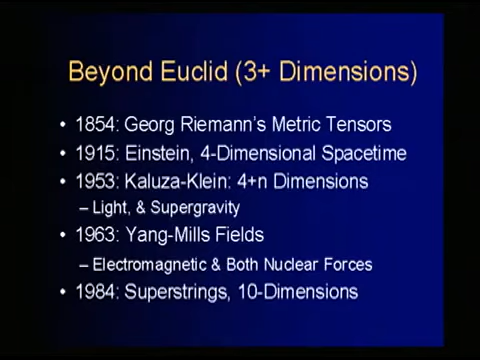 Beyond Euclid (3+ Dimensions)
• 1854: Georg Riemann's Metric Tensors
• 1915: Einstein, 4-Dimensional Spacetime
• 1953: Kaluza-Klein: 4+n Dimensions
– Light, & Supergravity
• 1963: Yang-Mills Fields
– Electromagnetic & Both Nuclear Forces
• 1984: Superstrings, 10-Dimensions